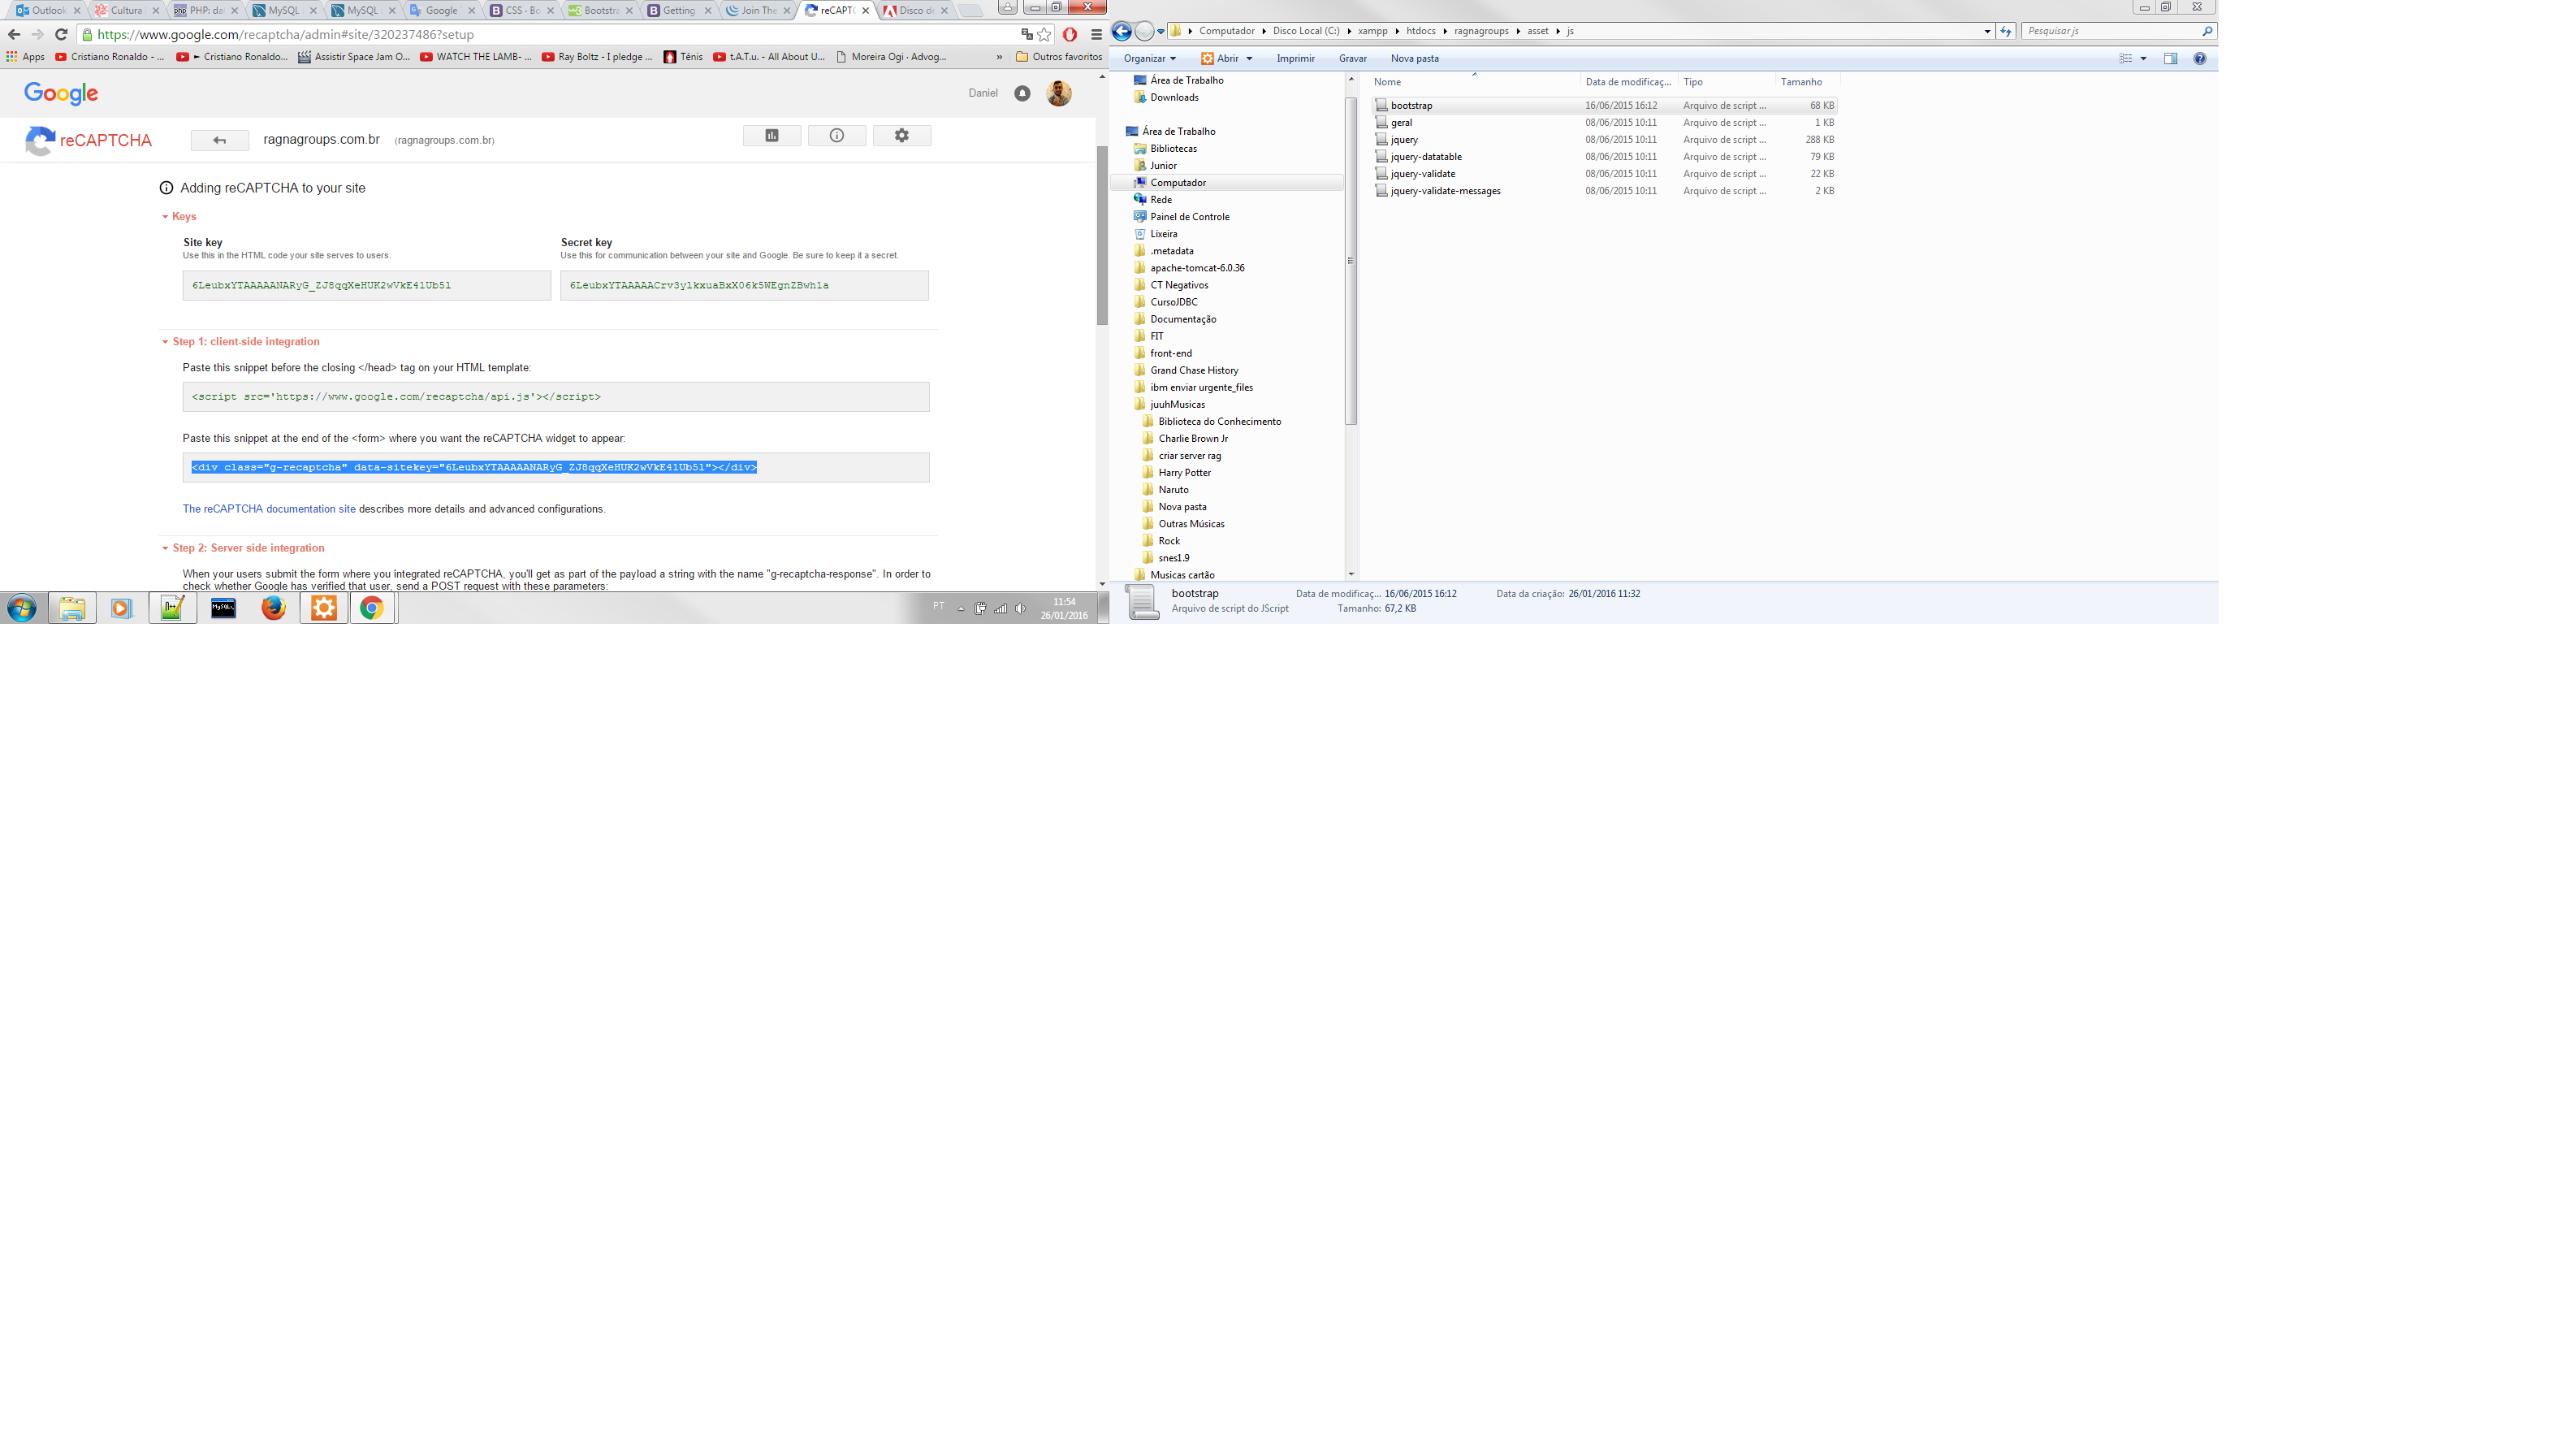 Outlook
Cultura
PHP: da
MySQL
MySQL
Google
CSS · Bo
Bootstra
Getting
Join The
reCAPTC
Disco de
https://www.google.com/recaptcha/admin#site/320237486?setup
Apps
Cristiano Ronaldo - ...
► Cristiano Ronaldo...
Assistir Space Jam O...
WATCH THE LAMB- ...
Ray Boltz - I pledge ...
Tênis
t.A.T.u. - All About U...
Moreira Ogi · Advog...
»
Outros favoritos
Google
Daniel
reCAPTCHA
ragnagroups.com.br (ragnagroups.com.br)
Adding reCAPTCHA to your site
Keys
Site key
Use this in the HTML code your site serves to users.
6LeubxYTAAAAANARyG_ZJ8qqXeHUK2wVkE41Ub51
Secret key
Use this for communication between your site and Google. Be sure to keep it a secret.
6LeubxYTAAAAACrv3ylkxuaBxX06k5WEgnZBwh1a
Step 1: client-side integration
Paste this snippet before the closing </head> tag on your HTML template:
<script src='https://www.google.com/recaptcha/api.js'></script>
Paste this snippet at the end of the <form> where you want the reCAPTCHA widget to appear:
<div class="g-recaptcha" data-sitekey="6LeubxYTAAAAANARyG_ZJ8qqXeHUK2wVkE41Ub51"></div>
The reCAPTCHA documentation site describes more details and advanced configurations.
Step 2: Server side integration
When your users submit the form where you integrated reCAPTCHA, you'll get as part of the payload a string with the name "g-recaptcha-response". In order to
check whether Google has verified that user, send a POST request with these parameters:
PT
11:54
26/01/2016
Computador
Disco Local (C:)
xampp
htdocs
ragnagroups
asset
js
Pesquisar js
Organizar
Abrir
Imprimir
Gravar
Nova pasta
Área de Trabalho
Downloads
Área de Trabalho
Bibliotecas
Junior
Computador
Rede
Painel de Controle
Lixeira
.metadata
apache-tomcat-6.0.36
CT Negativos
CursoJDBC
Documentação
FIT
front-end
Grand Chase History
ibm enviar urgente_files
juuhMusicas
Biblioteca do Conhecimento
Charlie Brown Jr
criar server rag
Harry Potter
Naruto
Nova pasta
Outras Músicas
Rock
snes1.9
Musicas cartão
Nome Data de modificaç... Tipo Tamanho
bootstrap 16/06/2015 16:12 Arquivo de script ... 68 KB
geral 08/06/2015 10:11 Arquivo de script ... 1 KB
jquery 08/06/2015 10:11 Arquivo de script ... 288 KB
jquery-datatable 08/06/2015 10:11 Arquivo de script ... 79 KB
jquery-validate 08/06/2015 10:11 Arquivo de script ... 22 KB
jquery-validate-messages 08/06/2015 10:11 Arquivo de script ... 2 KB
bootstrap Data de modificaç... 16/06/2015 16:12 Data da criação: 26/01/2016 11:32
Arquivo de script do JScript Tamanho: 67,2 KB